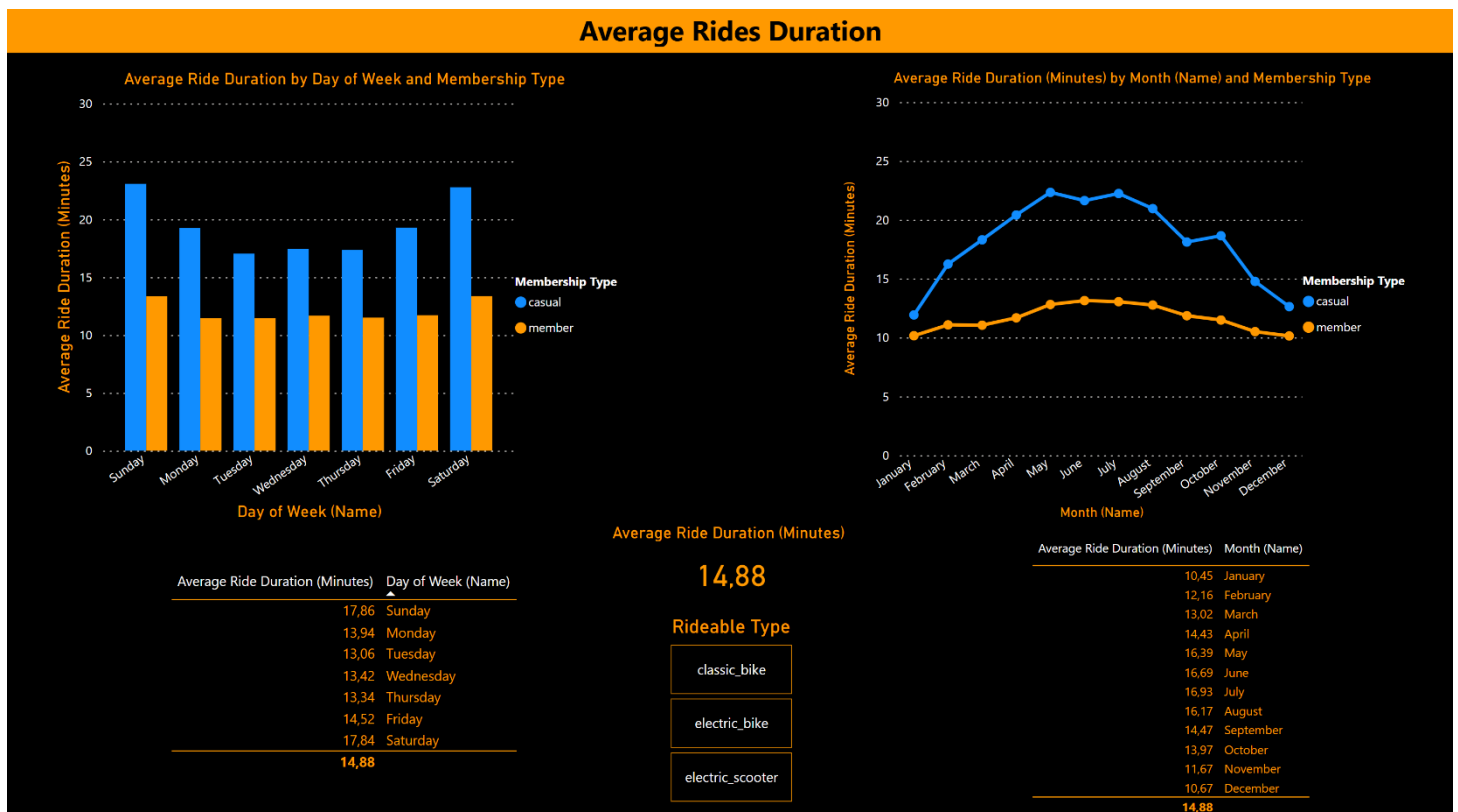 Average Rides Duration
Average Ride Duration by Day of Week and Membership Type
30
25
20
15
10
5
0
Average Ride Duration (Minutes)
Sunday
Monday
Tuesday
Wednesday
Thursday
Friday
Saturday
Day of Week (Name)
Membership Type
casual
member
Average Ride Duration (Minutes) by Month (Name) and Membership Type
30
25
20
15
10
5
0
Average Ride Duration (Minutes)
January
February
March
April
May
June
July
August
September
October
November
December
Month (Name)
Membership Type
casual
member
Average Ride Duration (Minutes) Day of Week (Name)
17,86 Sunday
13,94 Monday
13,06 Tuesday
13,42 Wednesday
13,34 Thursday
14,52 Friday
17,84 Saturday
14,88
Average Ride Duration (Minutes)
14,88
Rideable Type
classic_bike
electric_bike
electric_scooter
Average Ride Duration (Minutes) Month (Name)
10,45 January
12,16 February
13,02 March
14,43 April
16,39 May
16,69 June
16,93 July
16,17 August
14,47 September
13,97 October
11,67 November
10,67 December
14,88